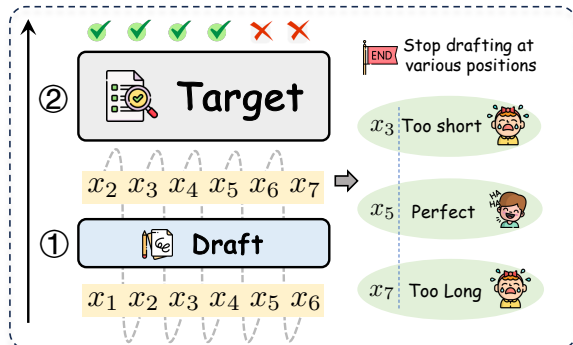 END Stop drafting at
various positions
② Target
x₃ Too short
x₂ x₃ x₄ x₅ x₆ x₇
x₅ Perfect
HA
HA
① Draft
x₇ Too Long
x₁ x₂ x₃ x₄ x₅ x₆